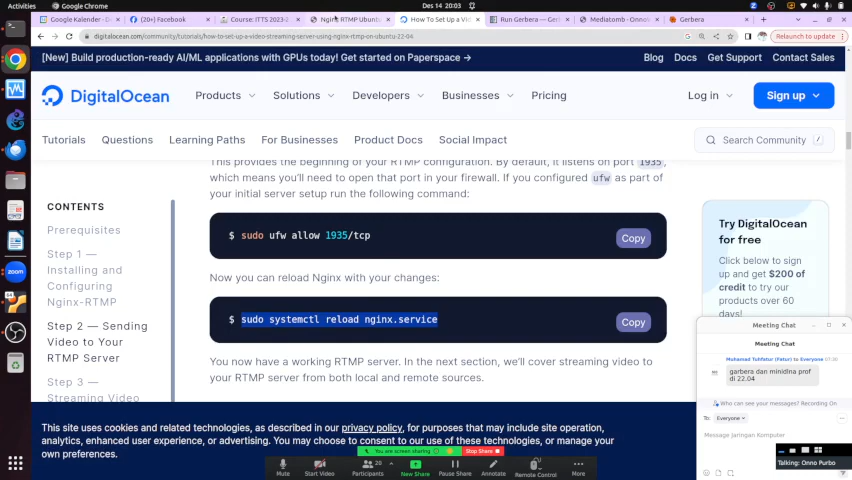 Activities
Google Chrome
Des 14 20:03
Google Kalender - De
(20+) Facebook
Course: ITTS 2023-2
Nginx RTMP Ubuntu
How To Set Up a Vide
Run Gerbera — Gerb
Mediatomb - Onnov
Gerbera
digitalocean.com/community/tutorials/how-to-set-up-a-video-streaming-server-using-nginx-rtmp-on-ubuntu-22-04
Relaunch to update
[New] Build production-ready AI/ML applications with GPUs today! Get started with Paperspace →
Blog Docs Get Support Contact Sales
DigitalOcean
Products Solutions Developers Businesses Pricing
Log in
Sign up
Tutorials Questions Learning Paths For Businesses Product Docs Social Impact
Search Community /
This provides the beginning of your RTMP configuration. By default, it listens on port 1935,
which means you'll need to open that port in your firewall. If you configured ufw as part of
your initial server setup run the following command:
$ sudo ufw allow 1935/tcp
Copy
Now you can reload Nginx with your changes:
$ sudo systemctl reload nginx.service
Copy
You now have a working RTMP server. In the next section, we'll cover streaming video to
your RTMP server from both local and remote sources.
CONTENTS
Prerequisites
Step 1 —
Installing and
Configuring
Nginx-RTMP
Step 2 — Sending
Video to Your
RTMP Server
Step 3 —
Streaming Video
Try DigitalOcean
for free
Click below to sign
up and get $200 of
credit to try our
products over 60
days!
This site uses cookies and related technologies, as described in our privacy policy, for purposes that may include site operation,
analytics, enhanced user experience, or advertising. You may choose to consent to our use of these technologies, or manage your
own preferences.
Meeting Chat
Meeting Chat
Muhamad Tohfatur (Fatur) to Everyone 07:36
garbera dan minidlna prof
di 22.04
Who can see your messages? Recording On
To: Everyone
Message Jaringan Komputer
Talking: Onno Purbo
You are screen sharing
Stop Share
20
Mute
Start Video
Participants
New Share
Pause Share
Annotate
Remote Control
More